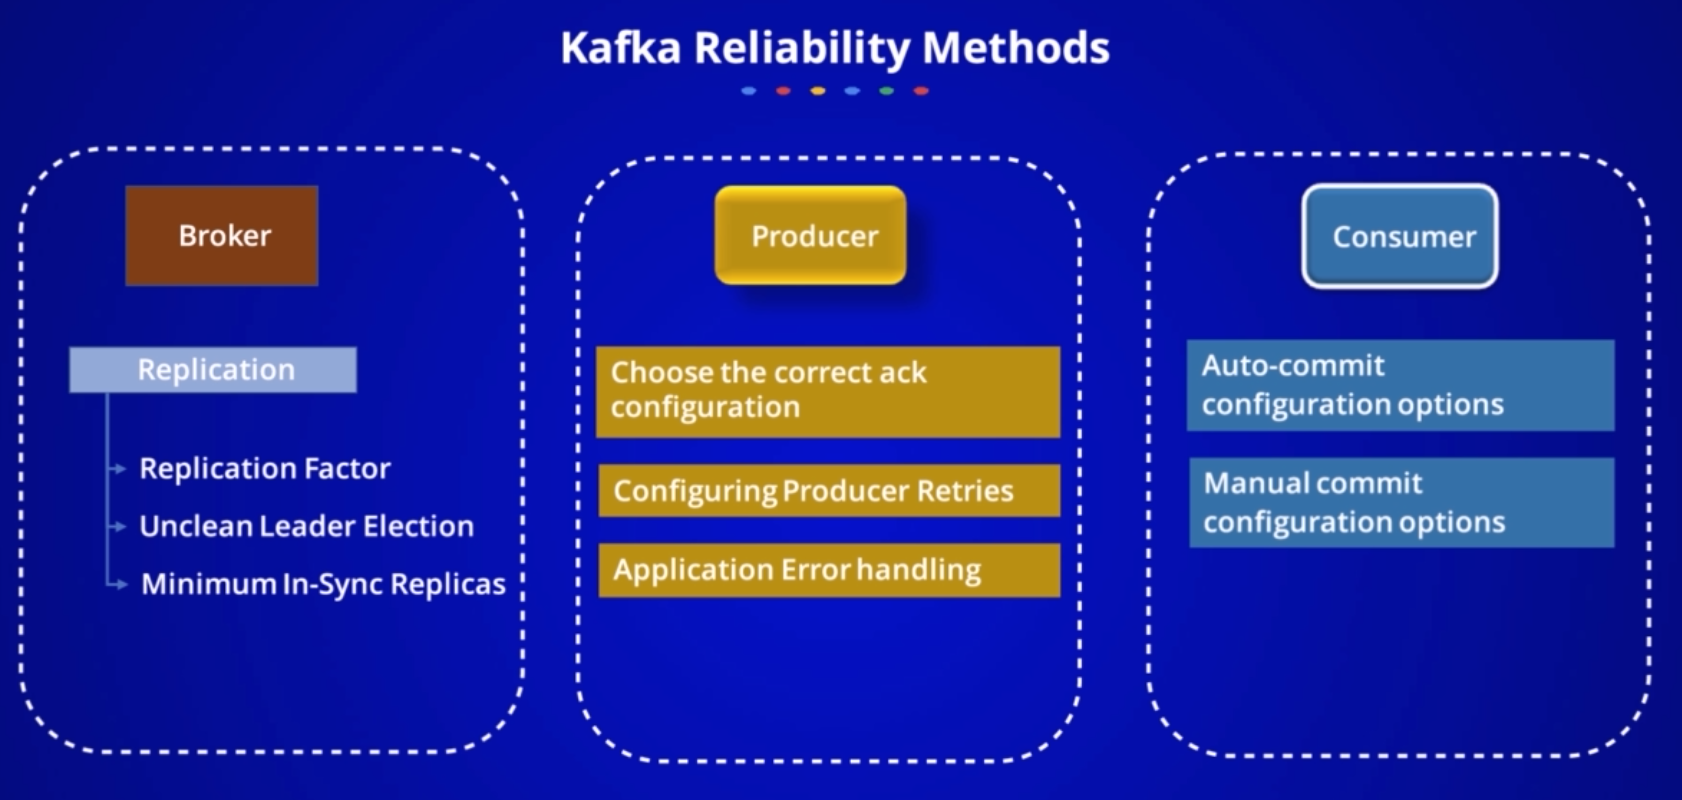 Kafka Reliability Methods
Broker
Replication
Replication Factor
Unclean Leader Election
Minimum In-Sync Replicas
Producer
Choose the correct ack
configuration
Configuring Producer Retries
Application Error handling
Consumer
Auto-commit
configuration options
Manual commit
configuration options